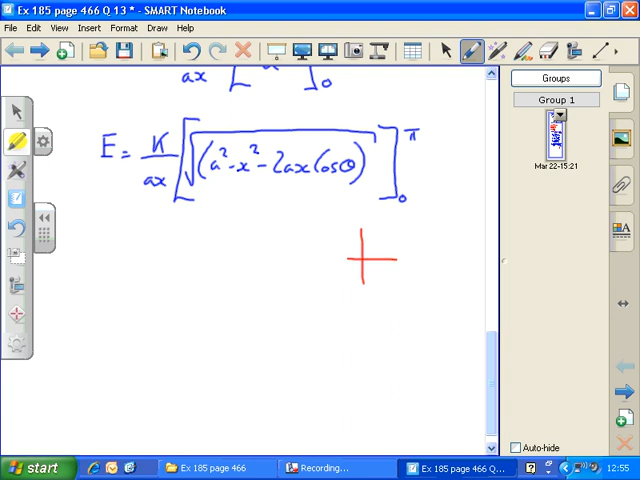 Ex 185 page 466 Q 13 * - SMART Notebook
File Edit View Insert Format Draw Help
Groups
Group 1
Mar 22-15:21
ax [ ]₀
E = K/ax [√(a² - x² - 2ax Cosθ)]₀^π
Auto-hide
start
Ex 185 page 466
Recording...
Ex 185 page 466 Q...
12:55